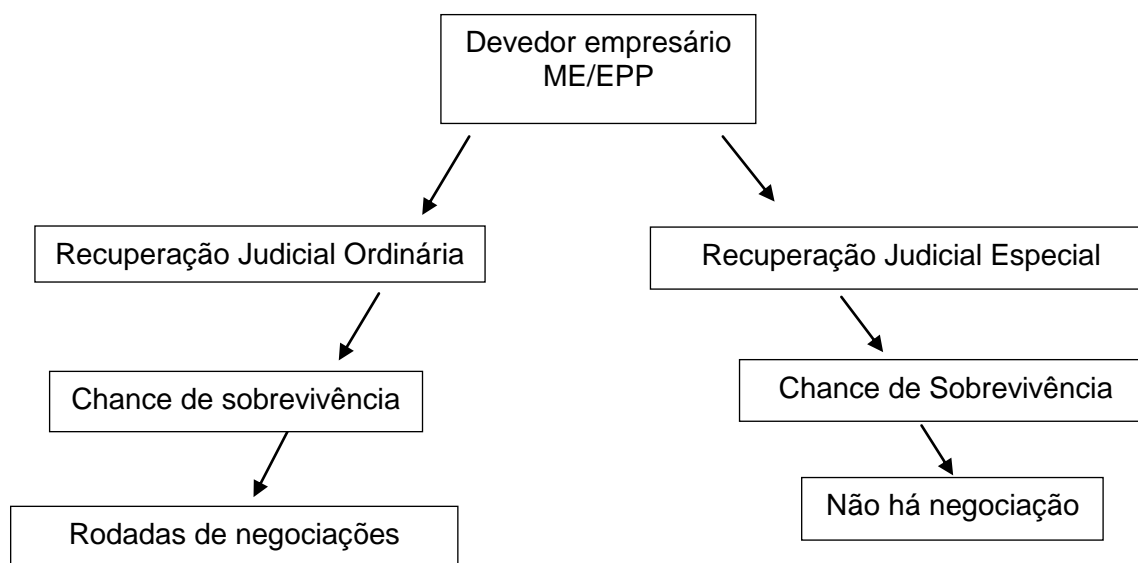 Devedor empresário
ME/EPP
Recuperação Judicial Ordinária
Recuperação Judicial Especial
Chance de sobrevivência
Chance de Sobrevivência
Rodadas de negociações
Não há negociação